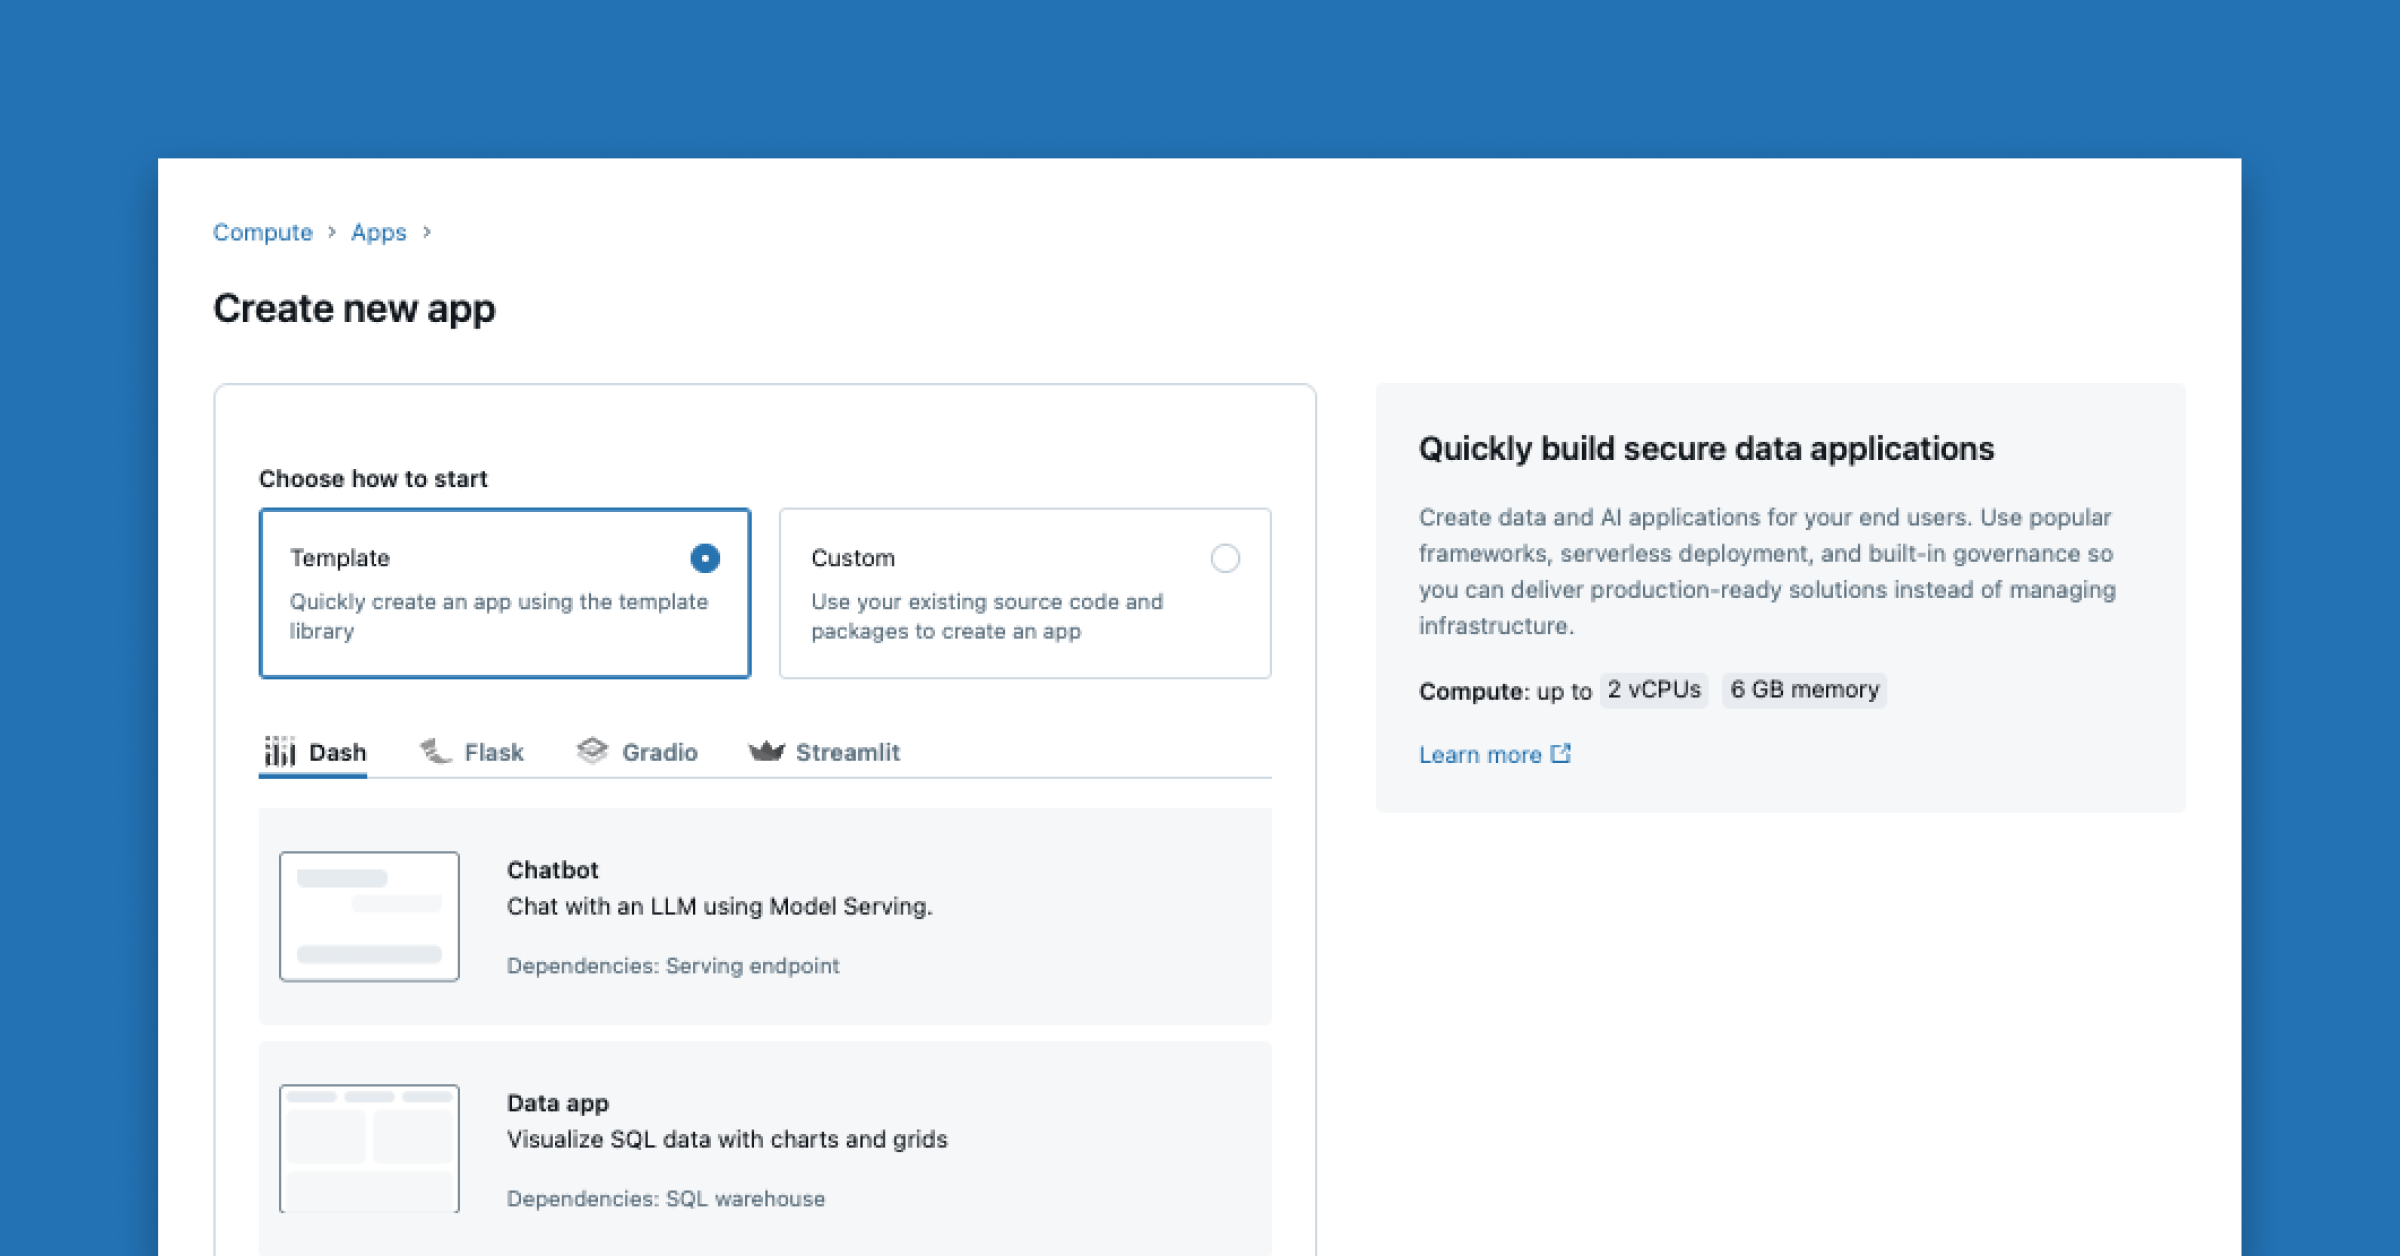 Compute > Apps >
Create new app
Choose how to start
Template
Quickly create an app using the template
library
Custom
Use your existing source code and
packages to create an app
Dash
Flask
Gradio
Streamlit
Chatbot
Chat with an LLM using Model Serving.
Dependencies: Serving endpoint
Data app
Visualize SQL data with charts and grids
Dependencies: SQL warehouse
Quickly build secure data applications
Create data and AI applications for your end users. Use popular
frameworks, serverless deployment, and built-in governance so
you can deliver production-ready solutions instead of managing
infrastructure.
Compute: up to 2 vCPUs 6 GB memory
Learn more